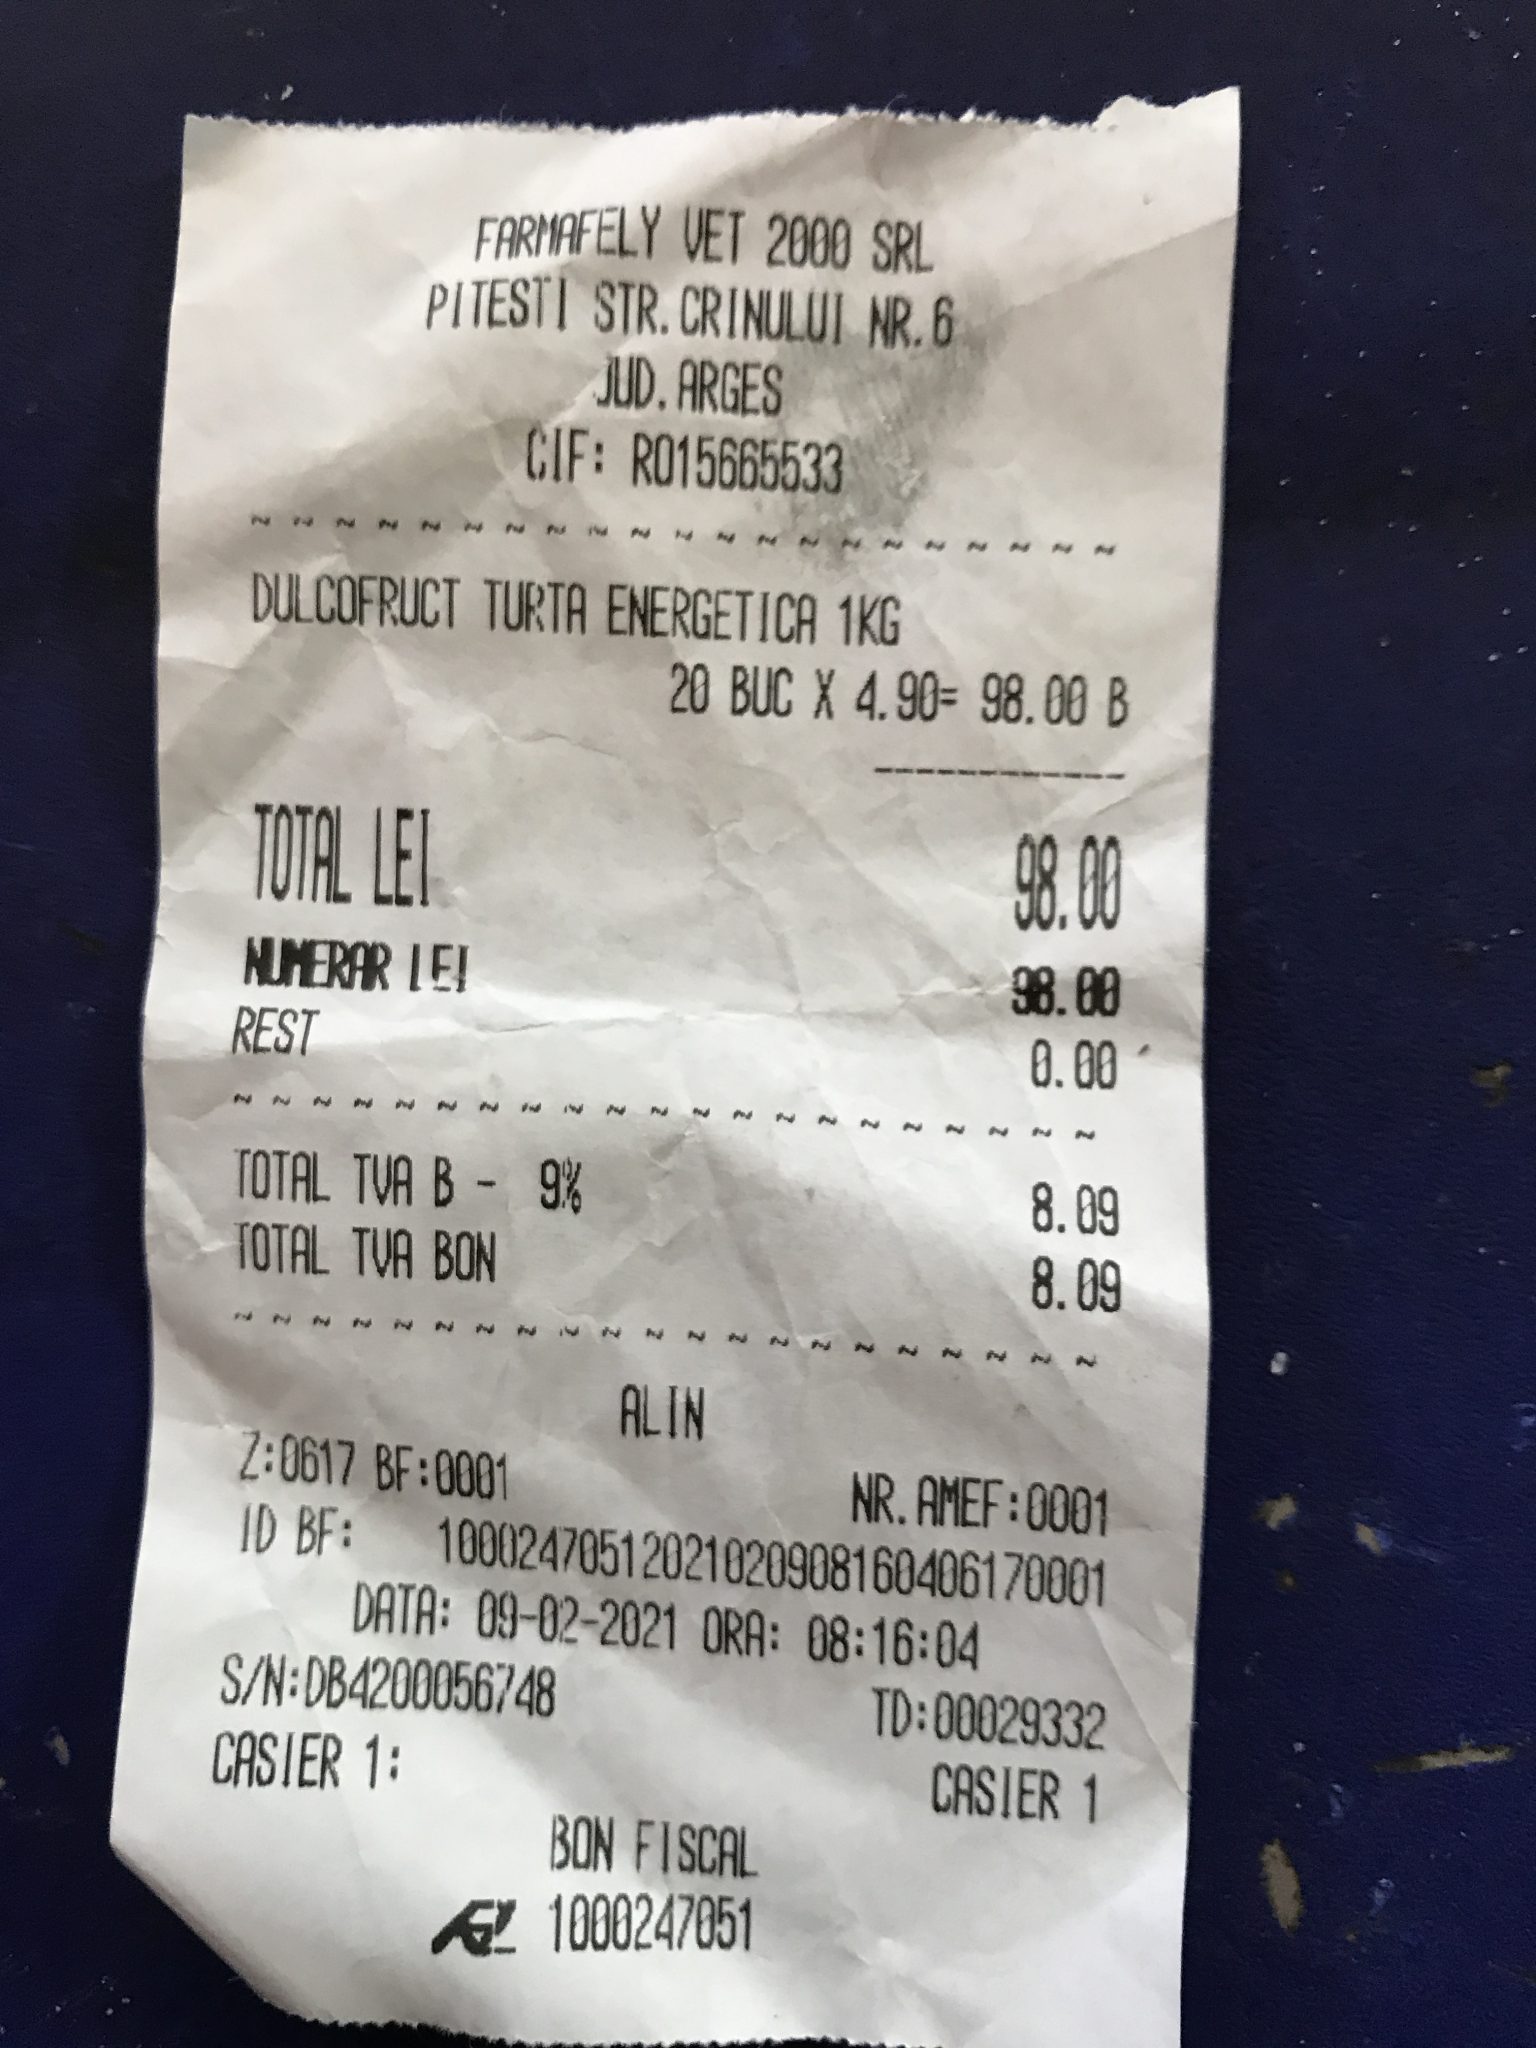 FARMAFELY VET 2000 SRL
PITESTI STR.CRINULUI NR.6
JUD.ARGES
CIF: RO15665533
~ ~ ~ ~ ~ ~ ~ ~ ~ ~ ~ ~ ~ ~ ~ ~ ~ ~ ~ ~ ~
DULCOFRUCT TURTA ENERGETICA 1KG
20 BUC X 4.90= 98.00 B
------------
TOTAL LEI 98.00
NUMERAR LEI 98.00
REST 0.00
~ ~ ~ ~ ~ ~ ~ ~ ~ ~ ~ ~ ~ ~ ~ ~ ~ ~ ~ ~ ~
TOTAL TVA B - 9% 8.09
TOTAL TVA BON 8.09
~ ~ ~ ~ ~ ~ ~ ~ ~ ~ ~ ~ ~ ~ ~ ~ ~ ~ ~ ~ ~
ALIN
Z:0617 BF:0001 NR.AMEF:0001
ID BF: 10002470512021020908160406170001
DATA: 09-02-2021 ORA: 08:16:04
S/N:DB4200056748 TD:00029332
CASIER 1: CASIER 1
BON FISCAL
1000247051